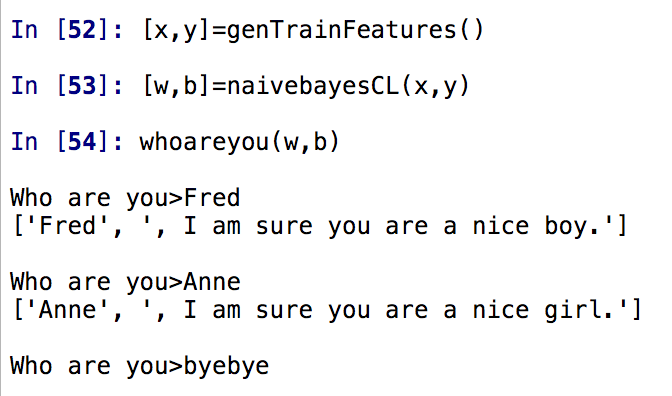 In [52]: [x,y]=genTrainFeatures()
In [53]: [w,b]=naivebayesCL(x,y)
In [54]: whoareyou(w,b)
Who are you>Fred
['Fred', ', I am sure you are a nice boy.']
Who are you>Anne
['Anne', ', I am sure you are a nice girl.']
Who are you>byebye